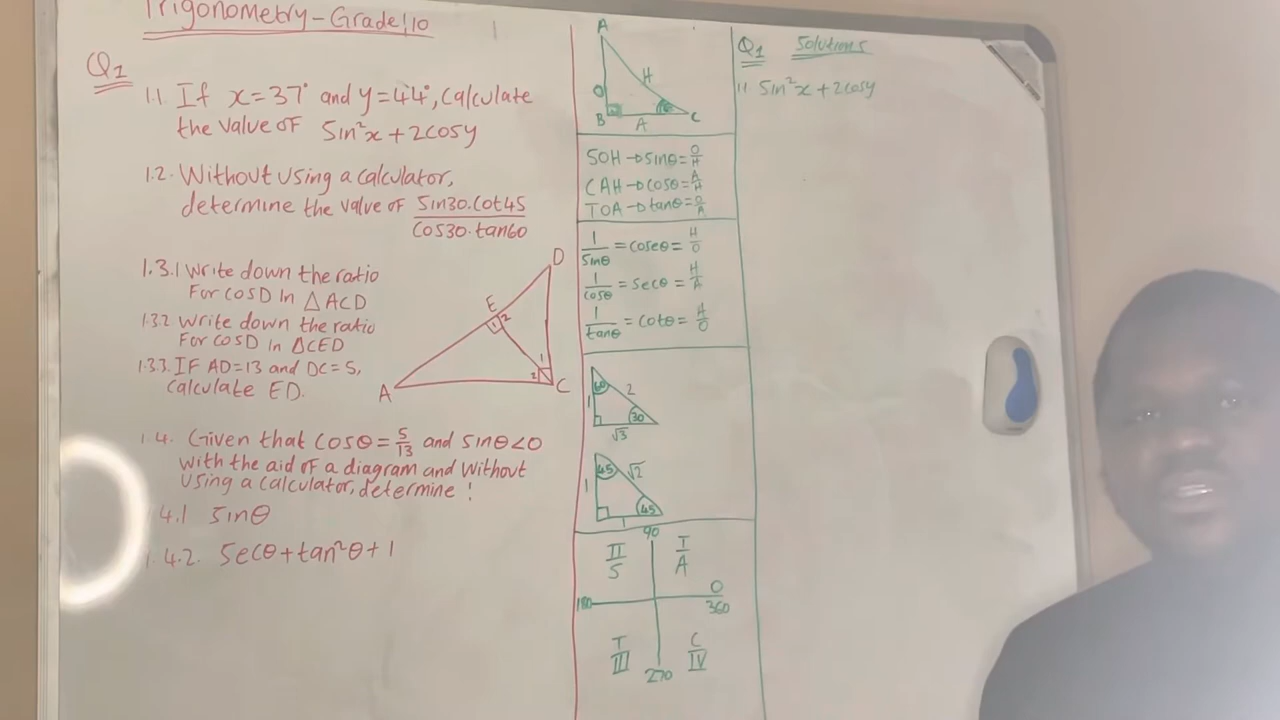 Trigonometry - Grade 10
Q1
1.1. If x=37° and y=44°, calculate
the value of sin²x + 2cosy
1.2. Without using a calculator,
determine the value of sin30.cot45 / cos30.tan60
1.3.1 Write down the ratio
For cosD in △ACD
1.3.2 Write down the ratio
For cosD in △CED
1.3.3. IF AD=13 and DC=5,
calculate ED.
1.4. Given that cosθ = 5/13 and sinθ<0
with the aid of a diagram and without
using a calculator, determine:
1.4.1 sinθ
1.4.2. secθ + tan²θ + 1
D
E
1 2
1
2
A
C
A
H
O
B
A
C
SOH → sinθ = O/H
CAH → cosθ = A/H
TOA → tanθ = O/A
1/sinθ = cosecθ = H/O
1/cosθ = secθ = H/A
1/tanθ = cotθ = H/O
60
2
1
30
√3
45
√2
1
45
1
90
II
S
I
A
180
0
360
T
III
C
IV
270
Q1 Solutions
1.1 sin²x + 2cosy